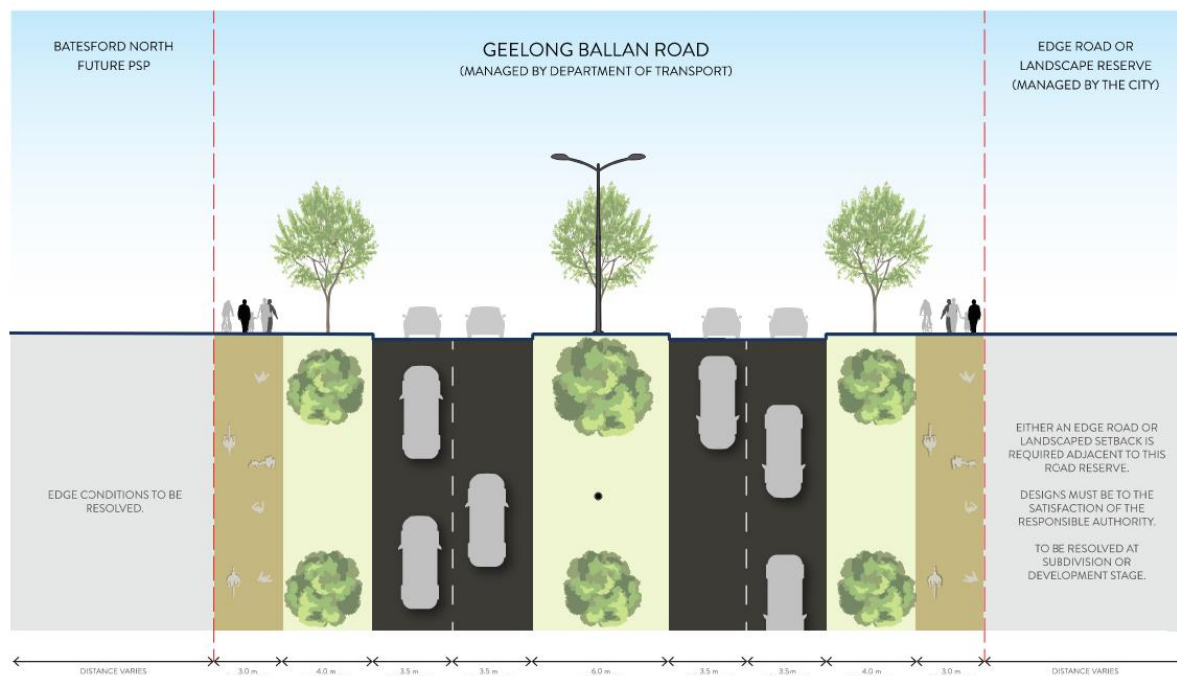 BATESFORD NORTH
FUTURE PSP
GEELONG BALLAN ROAD
(MANAGED BY DEPARTMENT OF TRANSPORT)
EDGE ROAD OR
LANDSCAPE RESERVE
(MANAGED BY THE CITY)
EDGE CONDITIONS TO BE
RESOLVED.
EITHER AN EDGE ROAD OR
LANDSCAPED SETBACK IS
REQUIRED ADJACENT TO THIS
ROAD RESERVE.
DESIGNS MUST BE TO THE
SATISFACTION OF THE
RESPONSIBLE AUTHORITY.
TO BE RESOLVED AT
SUBDIVISION OR
DEVELOPMENT STAGE.
DISTANCE VARIES 3.0 m 4.0 m 3.5 m 3.5 m 6.0 m 3.5 m 3.5m 4.0 m 3.0 m DISTANCE VARIES